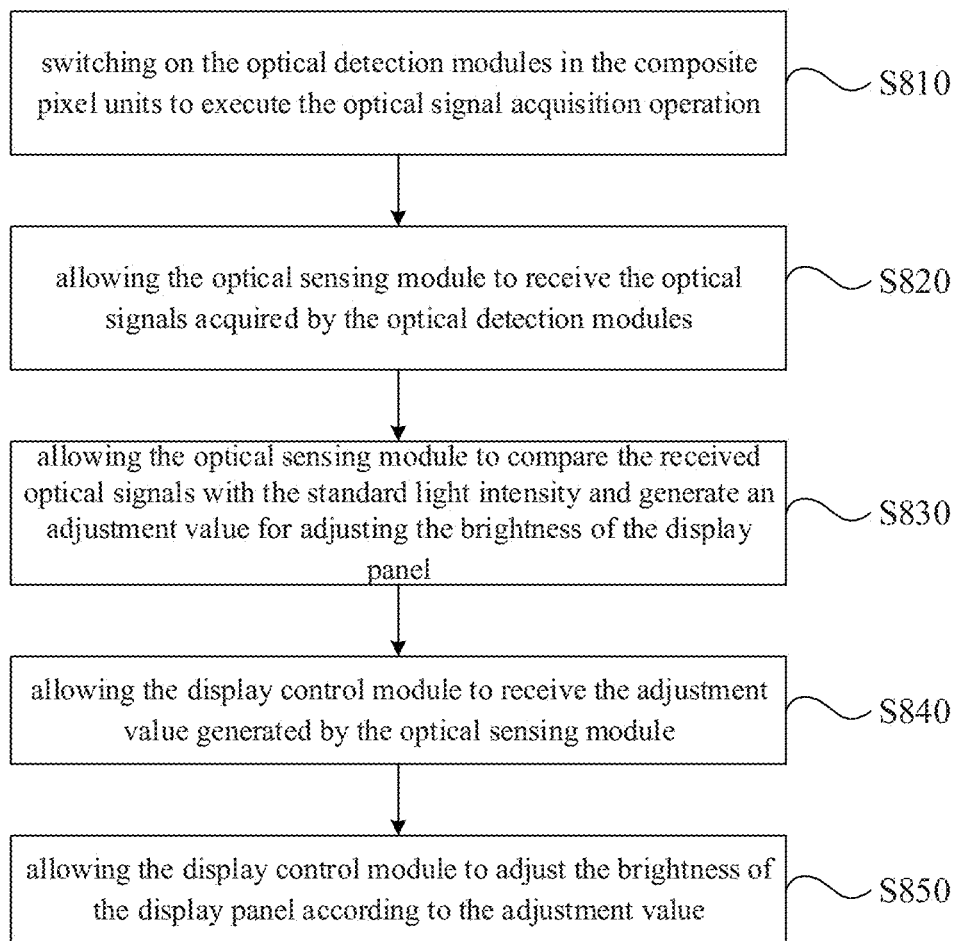 switching on the optical detection modules in the composite
pixel units to execute the optical signal acquisition operation
S810
allowing the optical sensing module to receive the optical
signals acquired by the optical detection modules
S820
allowing the optical sensing module to compare the received
optical signals with the standard light intensity and generate an
adjustment value for adjusting the brightness of the display
panel
S830
allowing the display control module to receive the adjustment
value generated by the optical sensing module
S840
allowing the display control module to adjust the brightness of
the display panel according to the adjustment value
S850